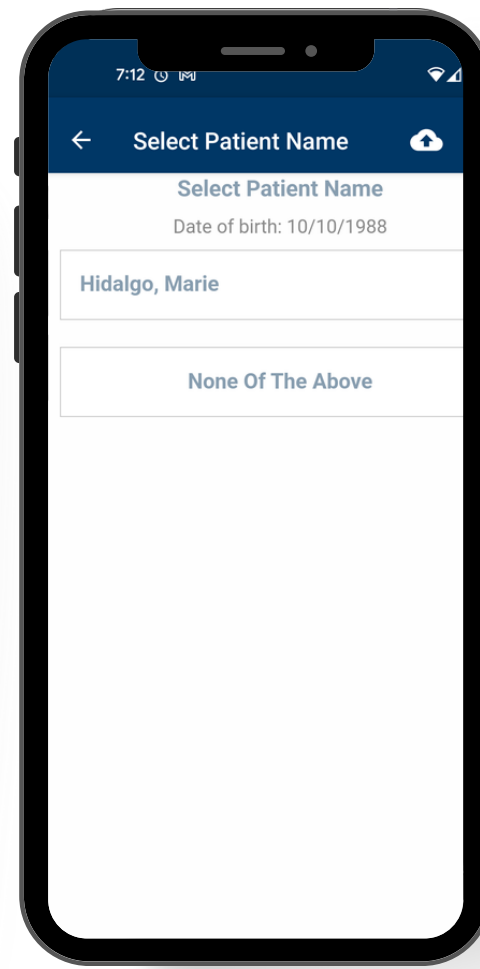 7:12
Select Patient Name
Select Patient Name
Date of birth: 10/10/1988
Hidalgo, Marie
None Of The Above